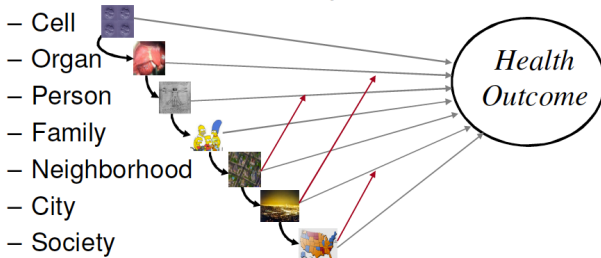 – Cell
– Organ
– Person
– Family
– Neighborhood
– City
– Society
Health
Outcome